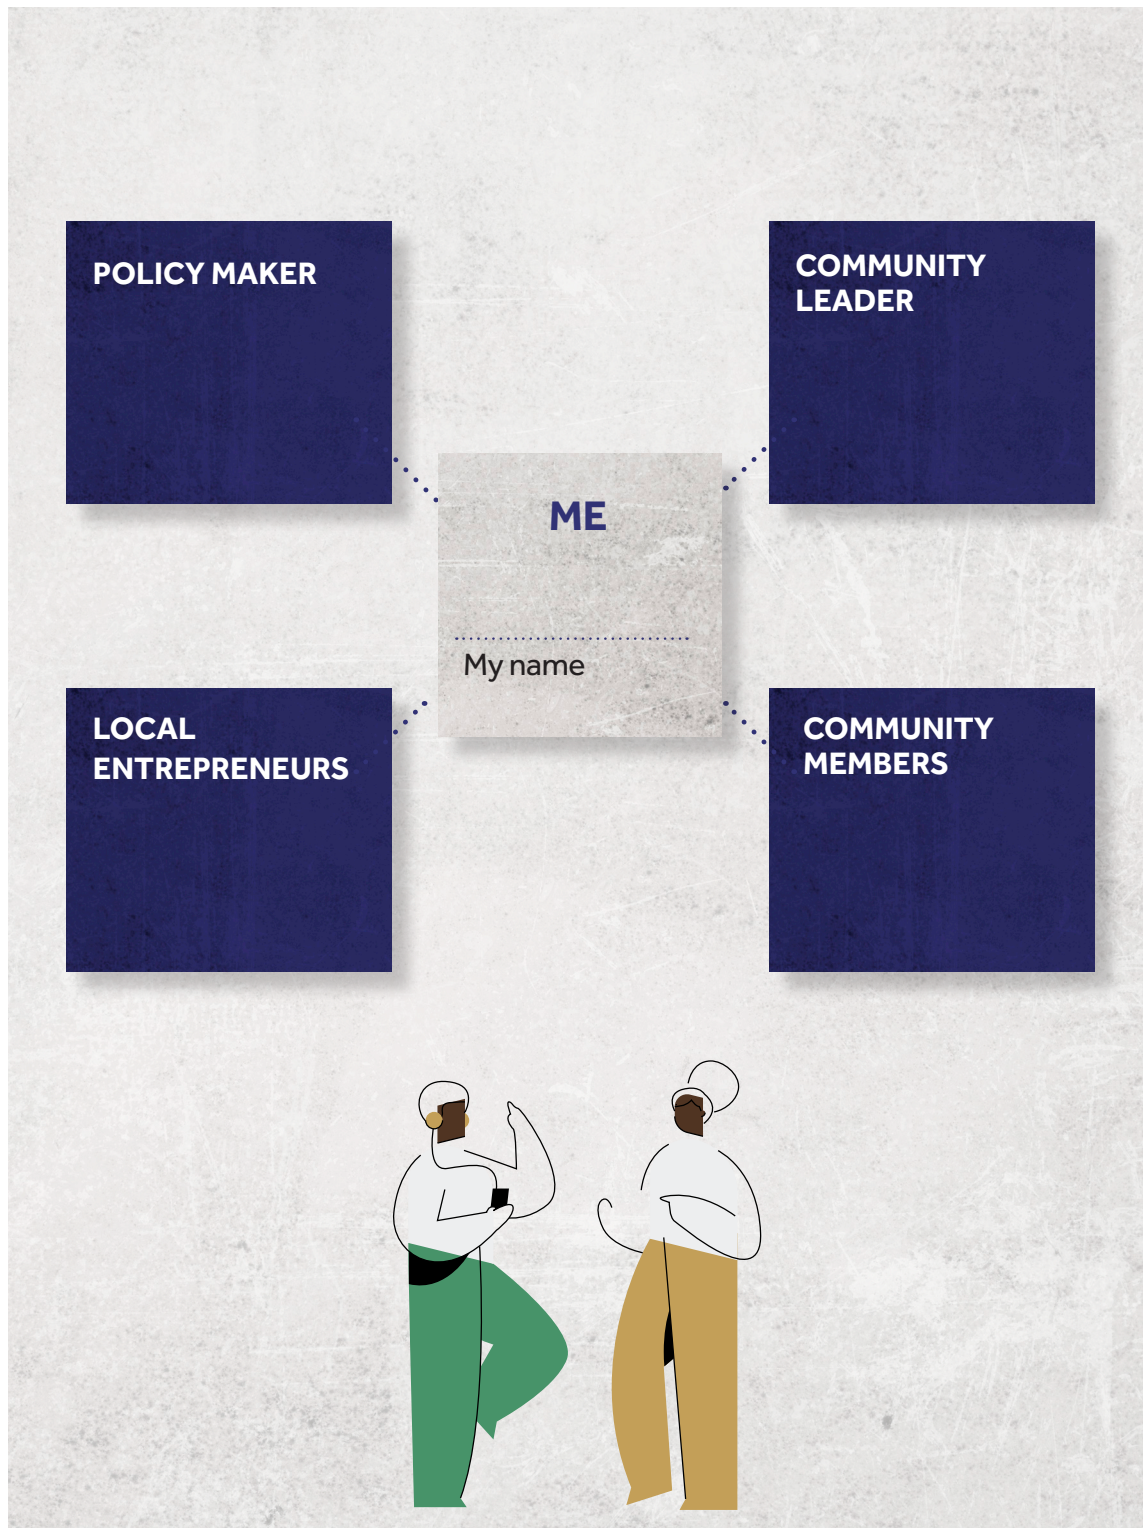 POLICY MAKER
COMMUNITY
LEADER
ME
My name
LOCAL
ENTREPRENEURS
COMMUNITY
MEMBERS